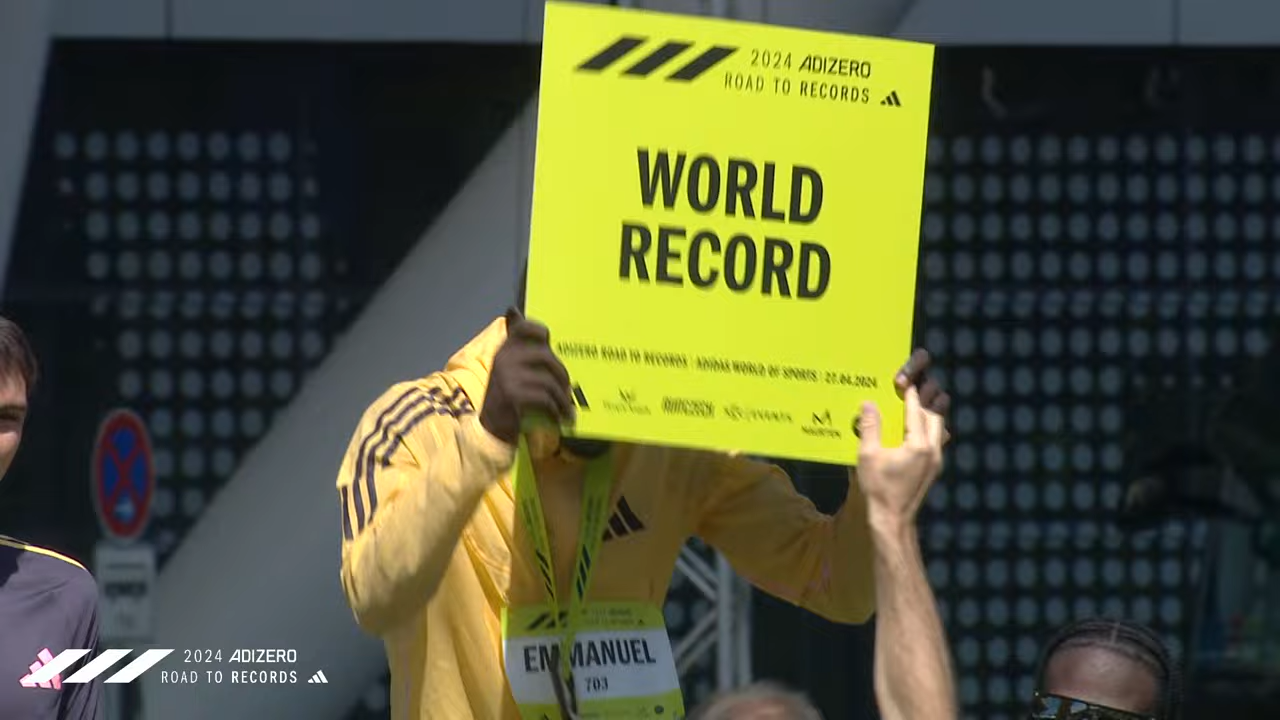 2024 ADIZERO
ROAD TO RECORDS
WORLD
RECORD
ADIZERO ROAD TO RECORDS | ADIDAS WORLD OF SPORTS | 27.04.2024
MAURTEN
EMMANUEL
703
2024 ADIZERO
ROAD TO RECORDS